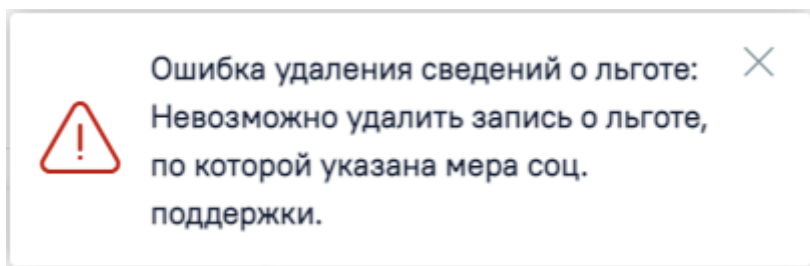 Ошибка удаления сведений о льготе:
Невозможно удалить запись о льготе,
по которой указана мера соц.
поддержки.